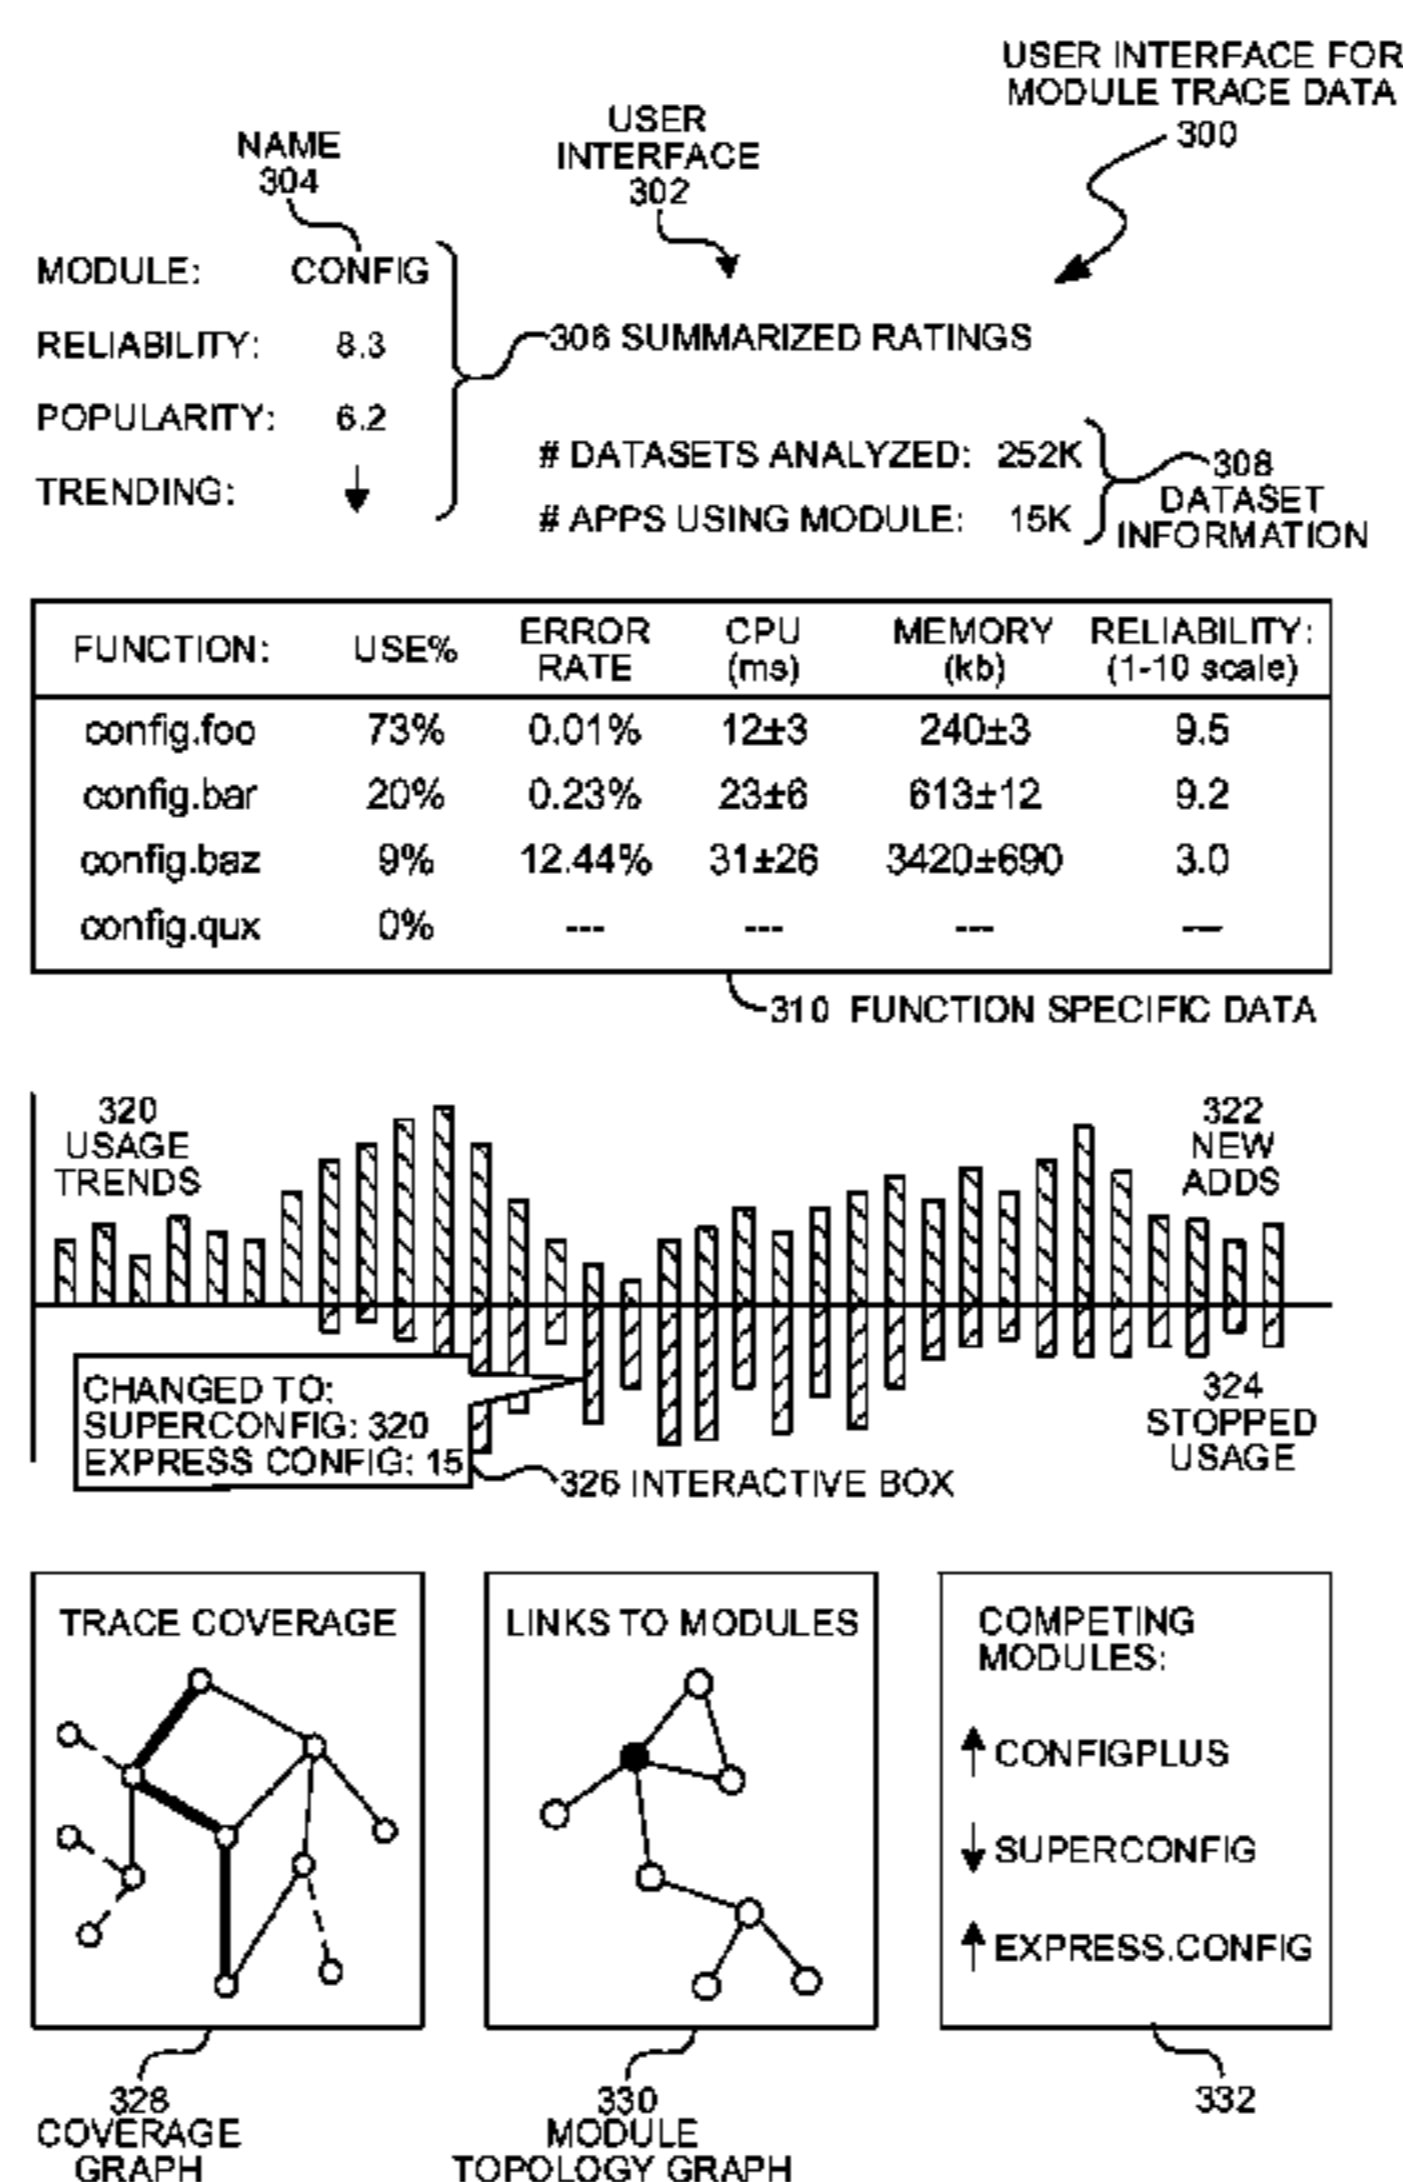 USER INTERFACE FOR
MODULE TRACE DATA
300
USER
INTERFACE
302
NAME
304
MODULE: CONFIG
RELIABILITY: 8.3
POPULARITY: 6.2
TRENDING:
306 SUMMARIZED RATINGS
# DATASETS ANALYZED: 252K
# APPS USING MODULE: 15K
308
DATASET
INFORMATION
FUNCTION: USE% ERROR RATE CPU (ms) MEMORY (kb) RELIABILITY: (1-10 scale)
config.foo 73% 0.01% 12±3 240±3 9.5
config.bar 20% 0.23% 23±6 613±12 9.2
config.baz 9% 12.44% 31±26 3420±690 3.0
config.qux 0% --- --- --- ---
310 FUNCTION SPECIFIC DATA
320
USAGE
TRENDS
322
NEW
ADDS
CHANGED TO:
SUPERCONFIG: 320
EXPRESS CONFIG: 15
324
STOPPED
USAGE
326 INTERACTIVE BOX
TRACE COVERAGE
LINKS TO MODULES
COMPETING
MODULES:
CONFIGPLUS
SUPERCONFIG
EXPRESS.CONFIG
328
COVERAGE
GRAPH
330
MODULE
TOPOLOGY GRAPH
332